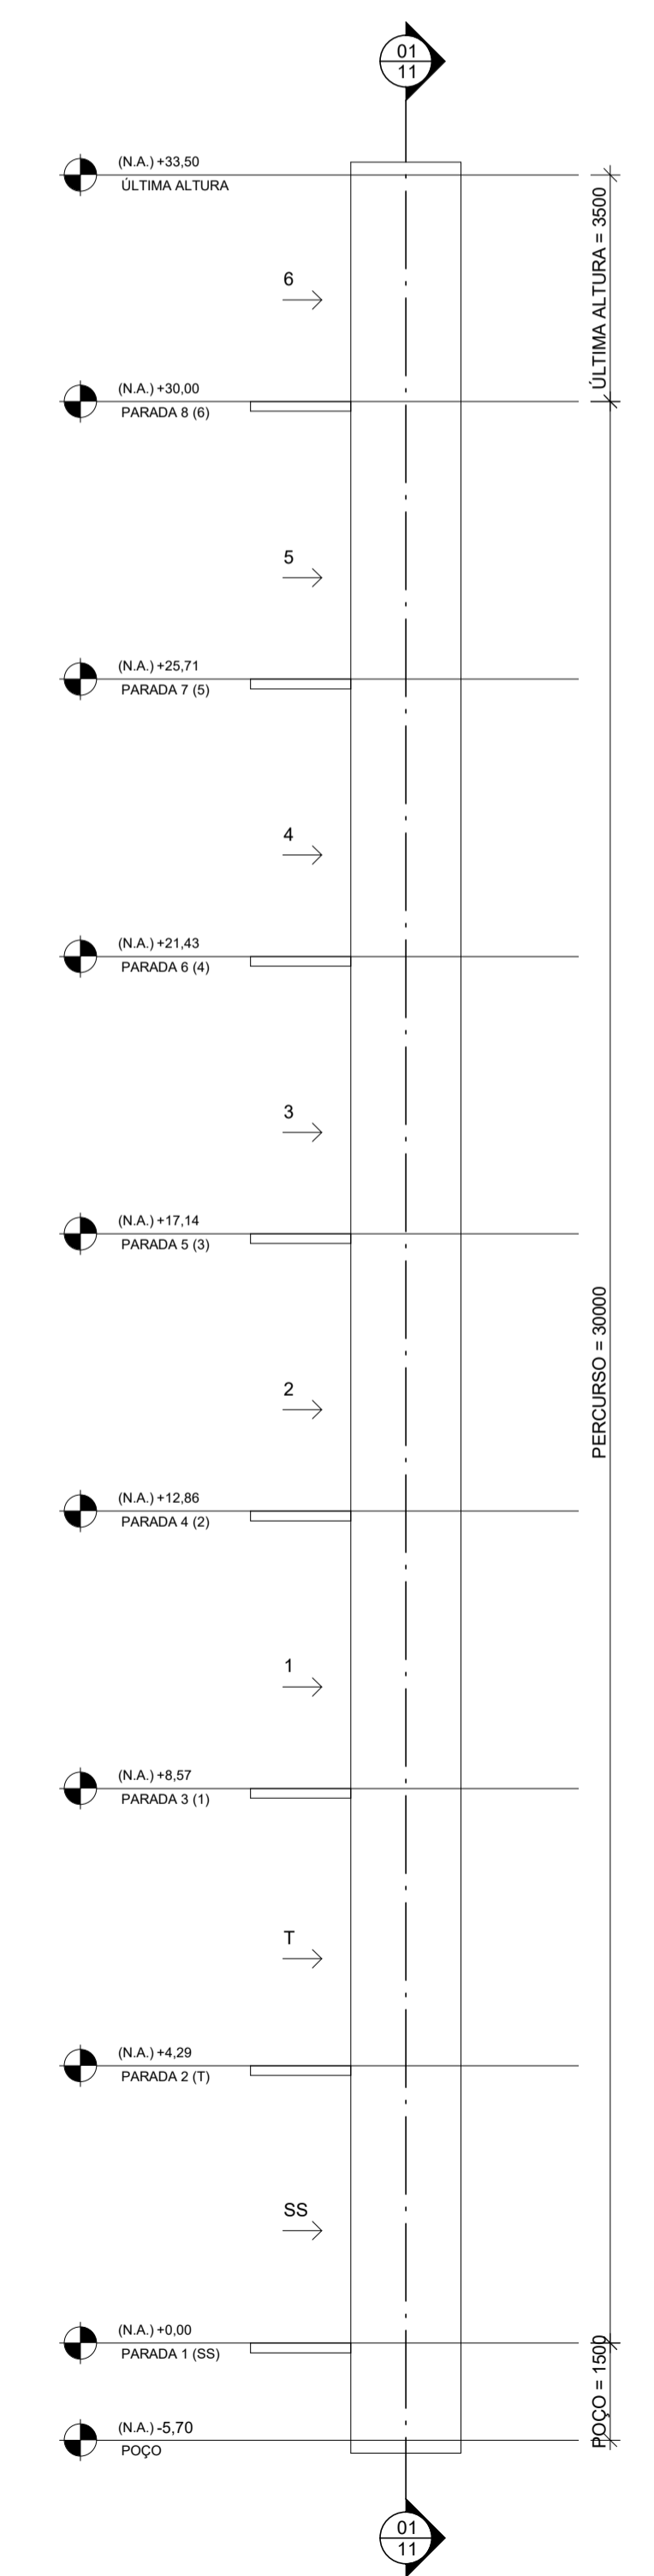 01
11
(N.A.) +33,50
ÚLTIMA ALTURA
ÚLTIMA ALTURA = 3500
6
(N.A.) +30,00
PARADA 8 (6)
5
(N.A.) +25,71
PARADA 7 (5)
4
(N.A.) +21,43
PARADA 6 (4)
3
(N.A.) +17,14
PARADA 5 (3)
PERCURSO = 30000
2
(N.A.) +12,86
PARADA 4 (2)
1
(N.A.) +8,57
PARADA 3 (1)
T
(N.A.) +4,29
PARADA 2 (T)
SS
(N.A.) +0,00
PARADA 1 (SS)
POÇO = 1500
(N.A.) -5,70
POÇO
01
11